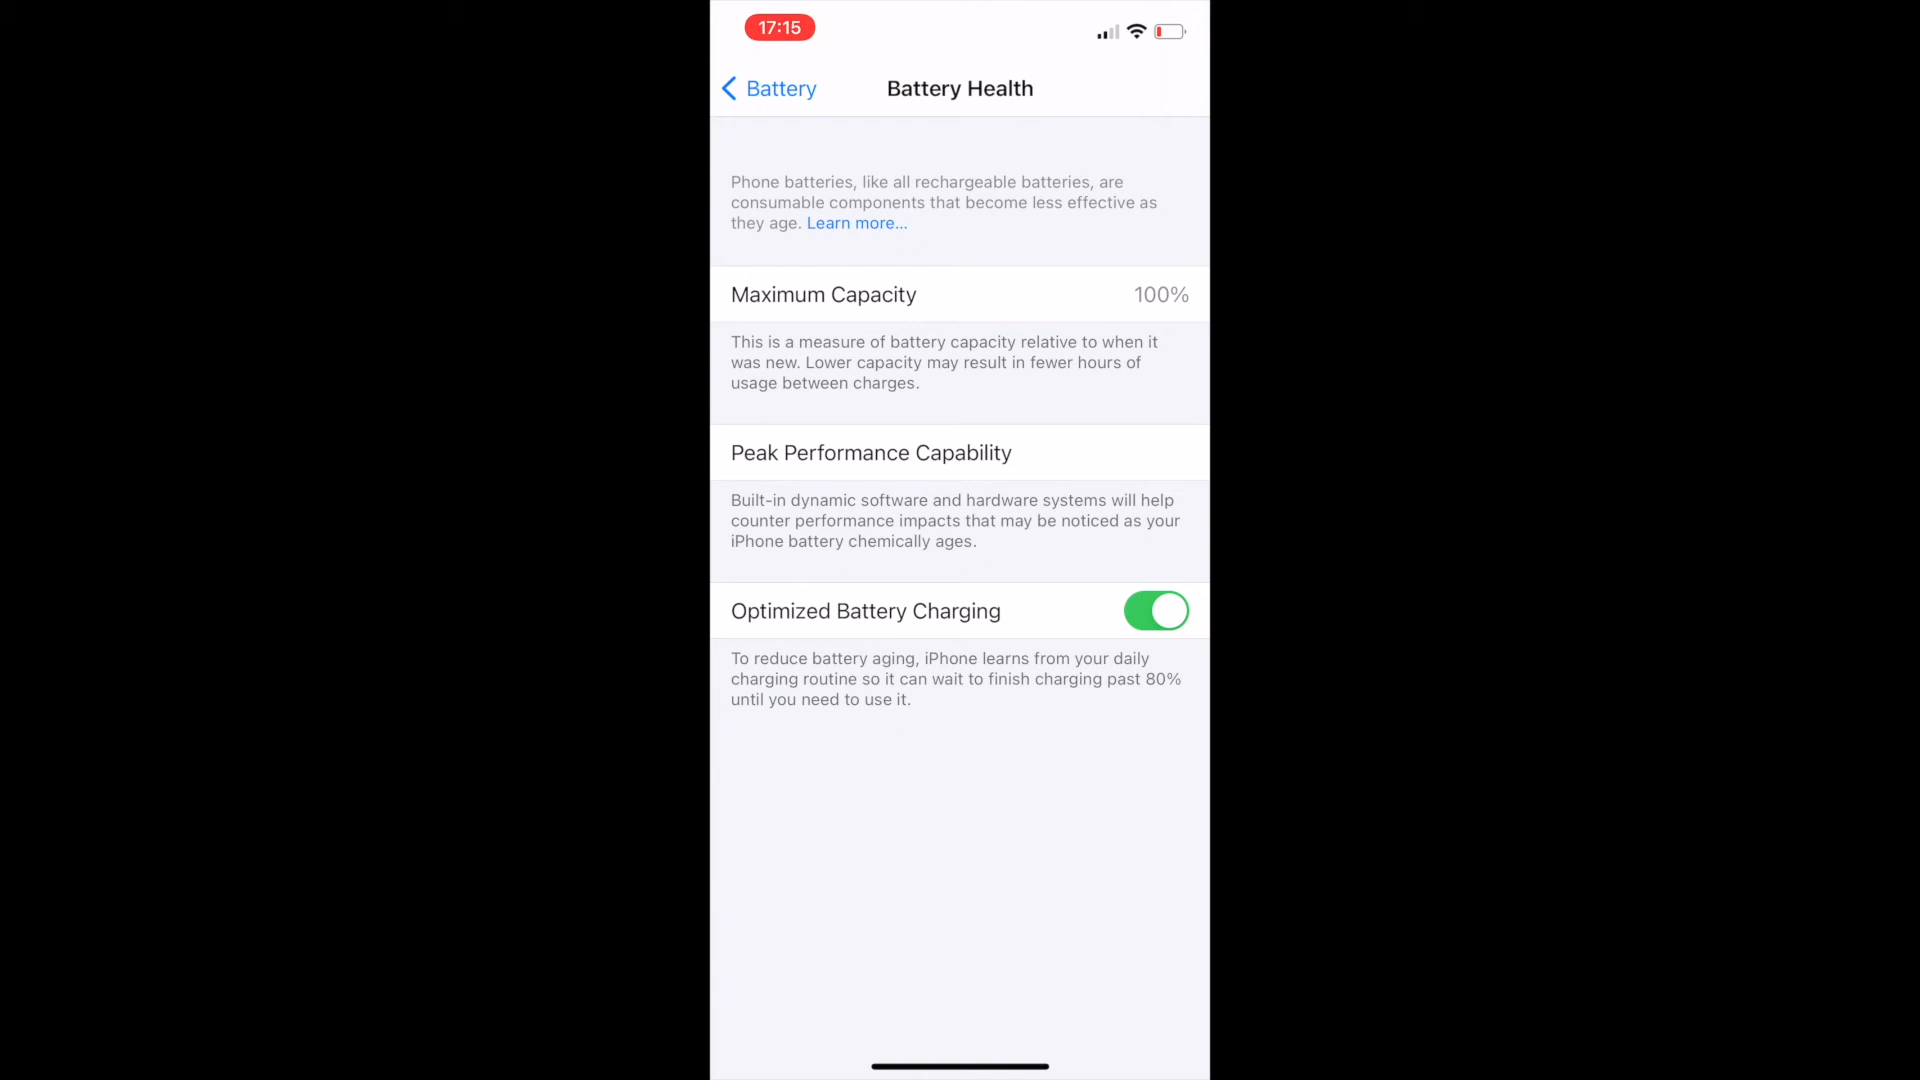 17:15
Battery
Battery Health
Phone batteries, like all rechargeable batteries, are
consumable components that become less effective as
they age. Learn more...
Maximum Capacity 100%
This is a measure of battery capacity relative to when it
was new. Lower capacity may result in fewer hours of
usage between charges.
Peak Performance Capability
Built-in dynamic software and hardware systems will help
counter performance impacts that may be noticed as your
iPhone battery chemically ages.
Optimized Battery Charging
To reduce battery aging, iPhone learns from your daily
charging routine so it can wait to finish charging past 80%
until you need to use it.